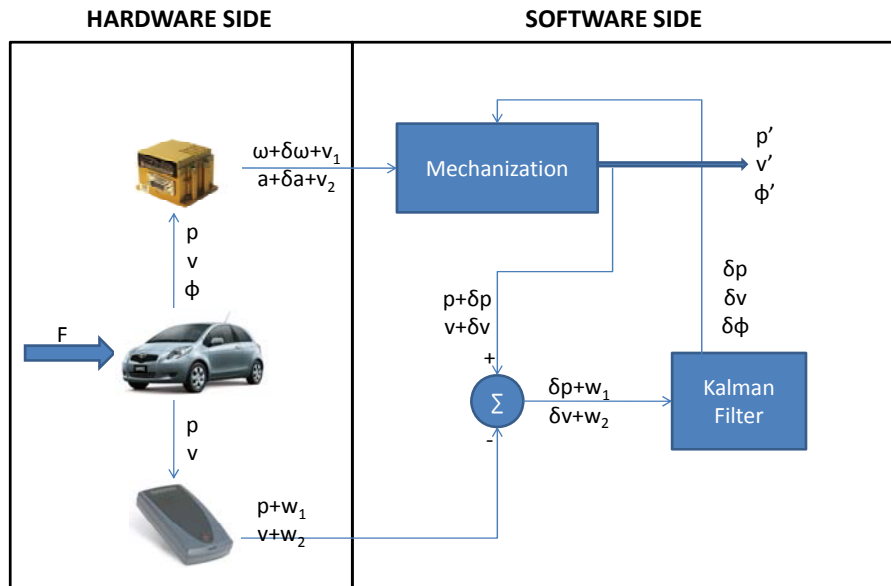 HARDWARE SIDE
SOFTWARE SIDE
ω+δω+v₁
a+δa+v₂
Mechanization
p’
v’
ϕ’
p
v
ϕ
F
p+δp
v+δv
δp
δv
δϕ
+
Σ
-
δp+w₁
δv+w₂
Kalman
Filter
p
v
p+w₁
v+w₂